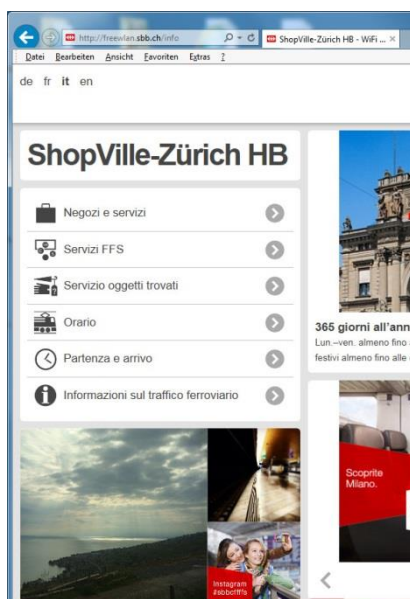 http://freewlan.sbb.ch/info
ShopVille-Zürich HB - WiFi ...
Datei Bearbeiten Ansicht Favoriten Extras ?
de fr it en
ShopVille-Zürich HB
Negozi e servizi
Servizi FFS
Servizio oggetti trovati
Orario
Partenza e arrivo
Informazioni sul traffico ferroviario
365 giorni all'ann
Lun.–ven. almeno fino
festivi almeno fino alle
Scoprite
Milano.
Instagram
#sbbcffffs